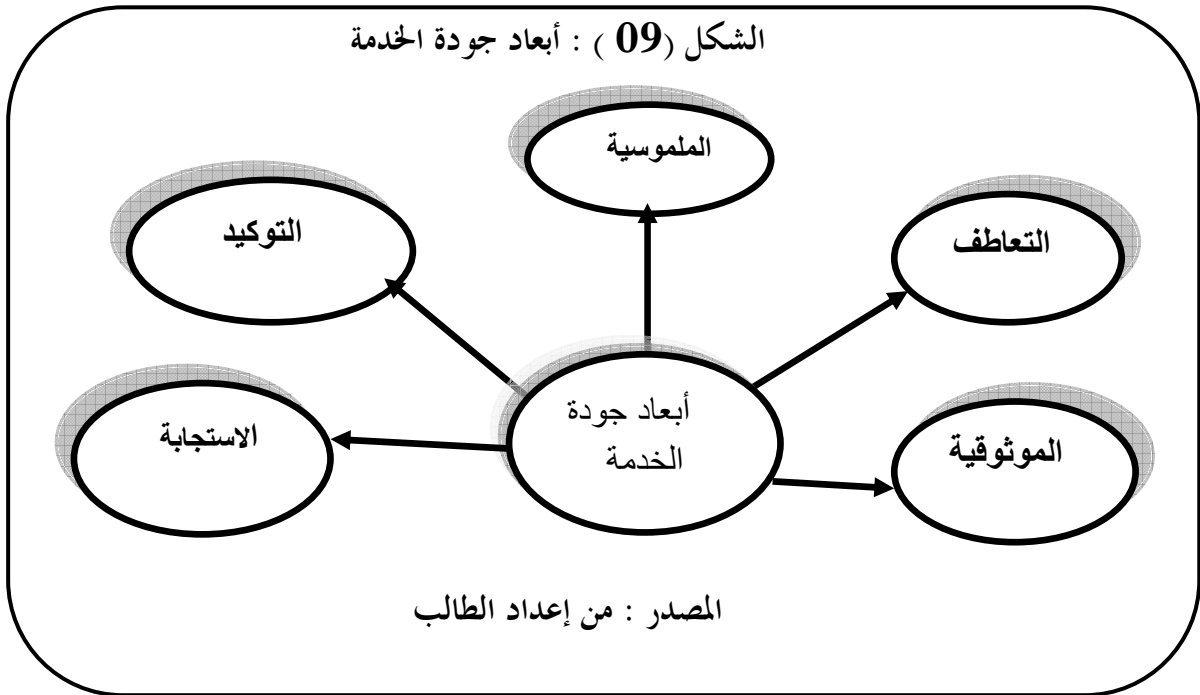 الشكل (09 ) : أبعاد جودة الخدمة
الملموسية
التعاطف
التوكيد
أبعاد جودة
الخدمة
الموثوقية
الاستجابة
المصدر : من إعداد الطالب